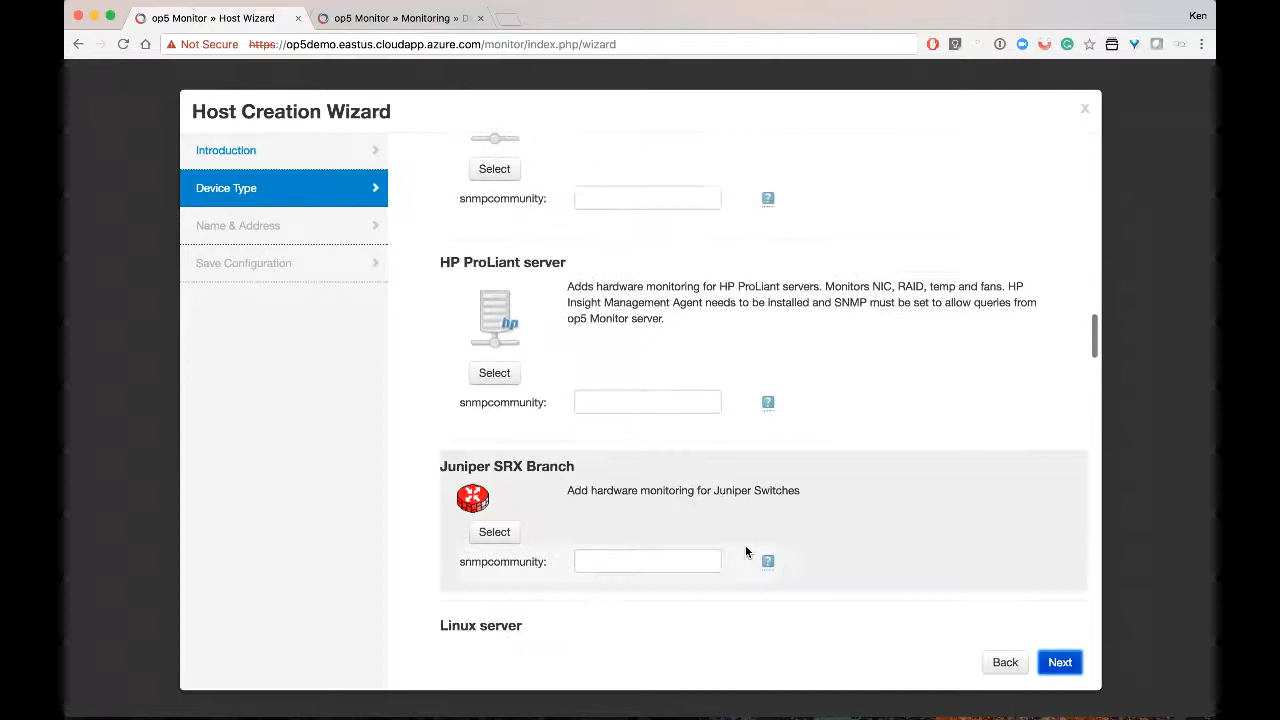 op5 Monitor » Host Wizard
op5 Monitor » Monitoring » D
Ken
Not Secure
https://op5demo.eastus.cloudapp.azure.com/monitor/index.php/wizard
Host Creation Wizard
x
Introduction
Device Type
Name & Address
Save Configuration
Select
snmpcommunity:
?
HP ProLiant server
hp
Adds hardware monitoring for HP ProLiant servers. Monitors NIC, RAID, temp and fans. HP
Insight Management Agent needs to be installed and SNMP must be set to allow queries from
op5 Monitor server.
Select
snmpcommunity:
?
Juniper SRX Branch
Add hardware monitoring for Juniper Switches
Select
snmpcommunity:
?
Linux server
Back
Next